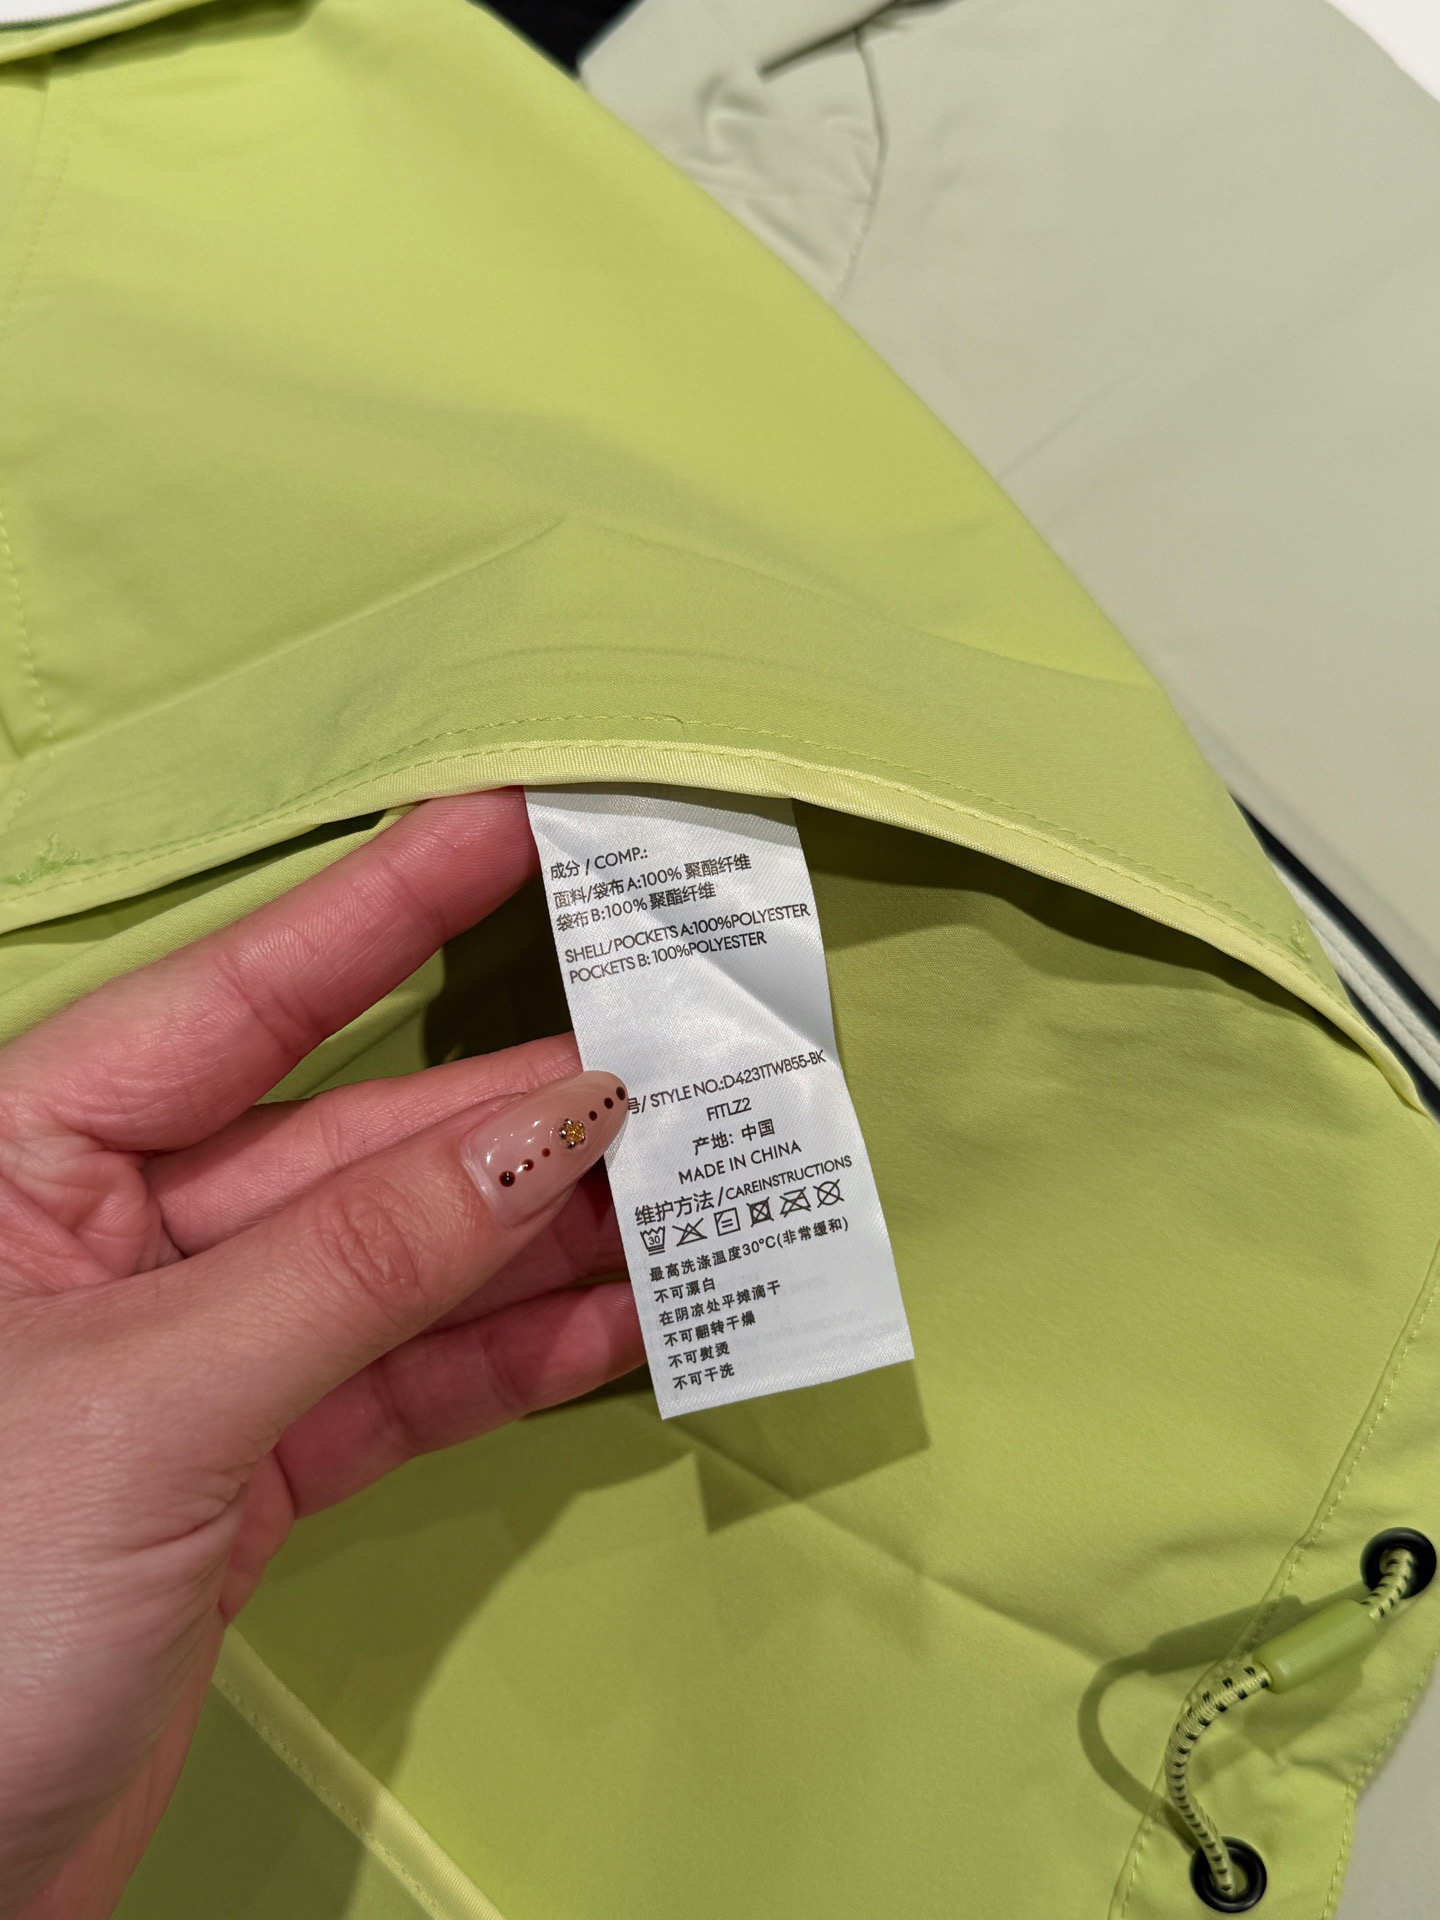 成分 / COMP.:
面料/袋布 A:100% 聚酯纤维
袋布 B:100% 聚酯纤维
SHELL/POCKETS A:100%POLYESTER
POCKETS B: 100%POLYESTER
号/ STYLE NO.:D4231TWB55-BK
FITLZ2
产地: 中国
MADE IN CHINA
维护方法 /CAREINSTRUCTIONS
30
最高洗涤温度30°C(非常缓和)
不可漂白
在阴凉处平摊滴干
不可翻转干燥
不可熨烫
不可干洗